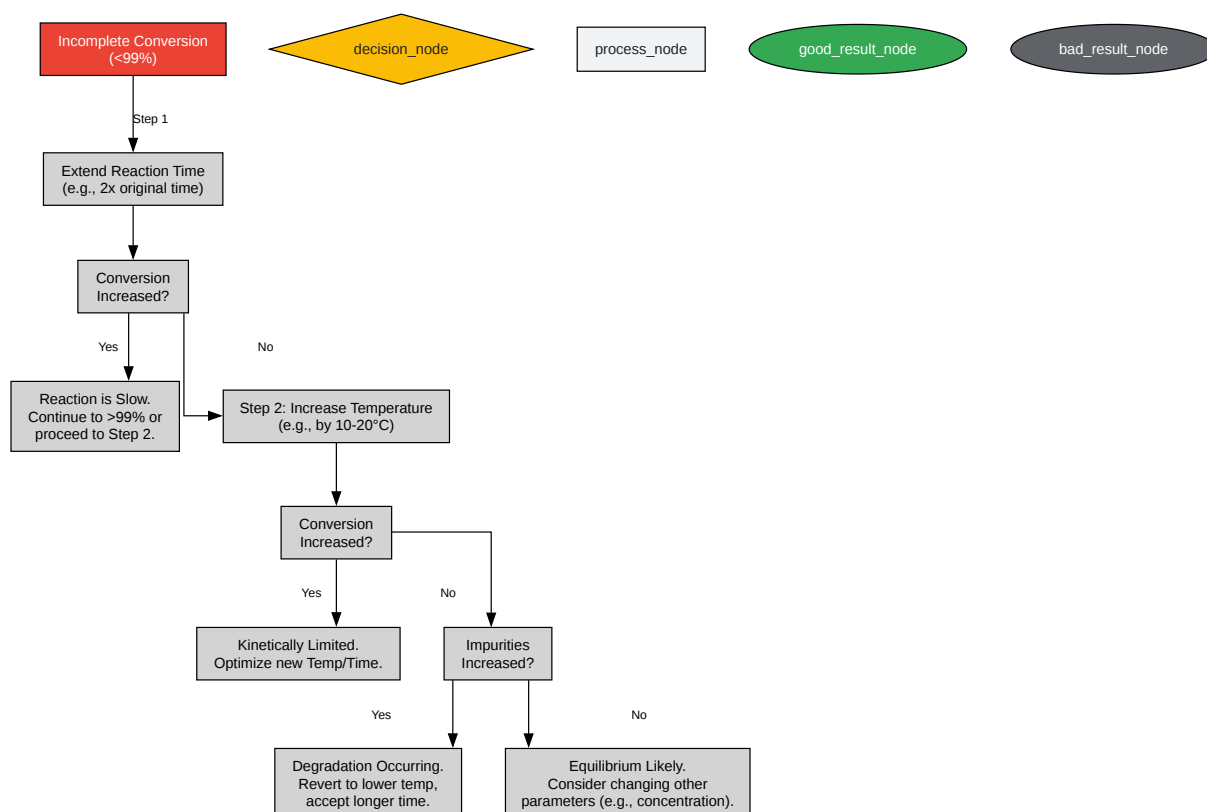 Incomplete Conversion
(<99%)
decision_node
process_node
good_result_node
bad_result_node
Step 1
Extend Reaction Time
(e.g., 2x original time)
Conversion
Increased?
Yes
No
Reaction is Slow.
Continue to >99% or
proceed to Step 2.
Step 2: Increase Temperature
(e.g., by 10-20°C)
Conversion
Increased?
Yes
No
Kinetically Limited.
Optimize new Temp/Time.
Impurities
Increased?
Yes
No
Degradation Occurring.
Revert to lower temp,
accept longer time.
Equilibrium Likely.
Consider changing other
parameters (e.g., concentration).